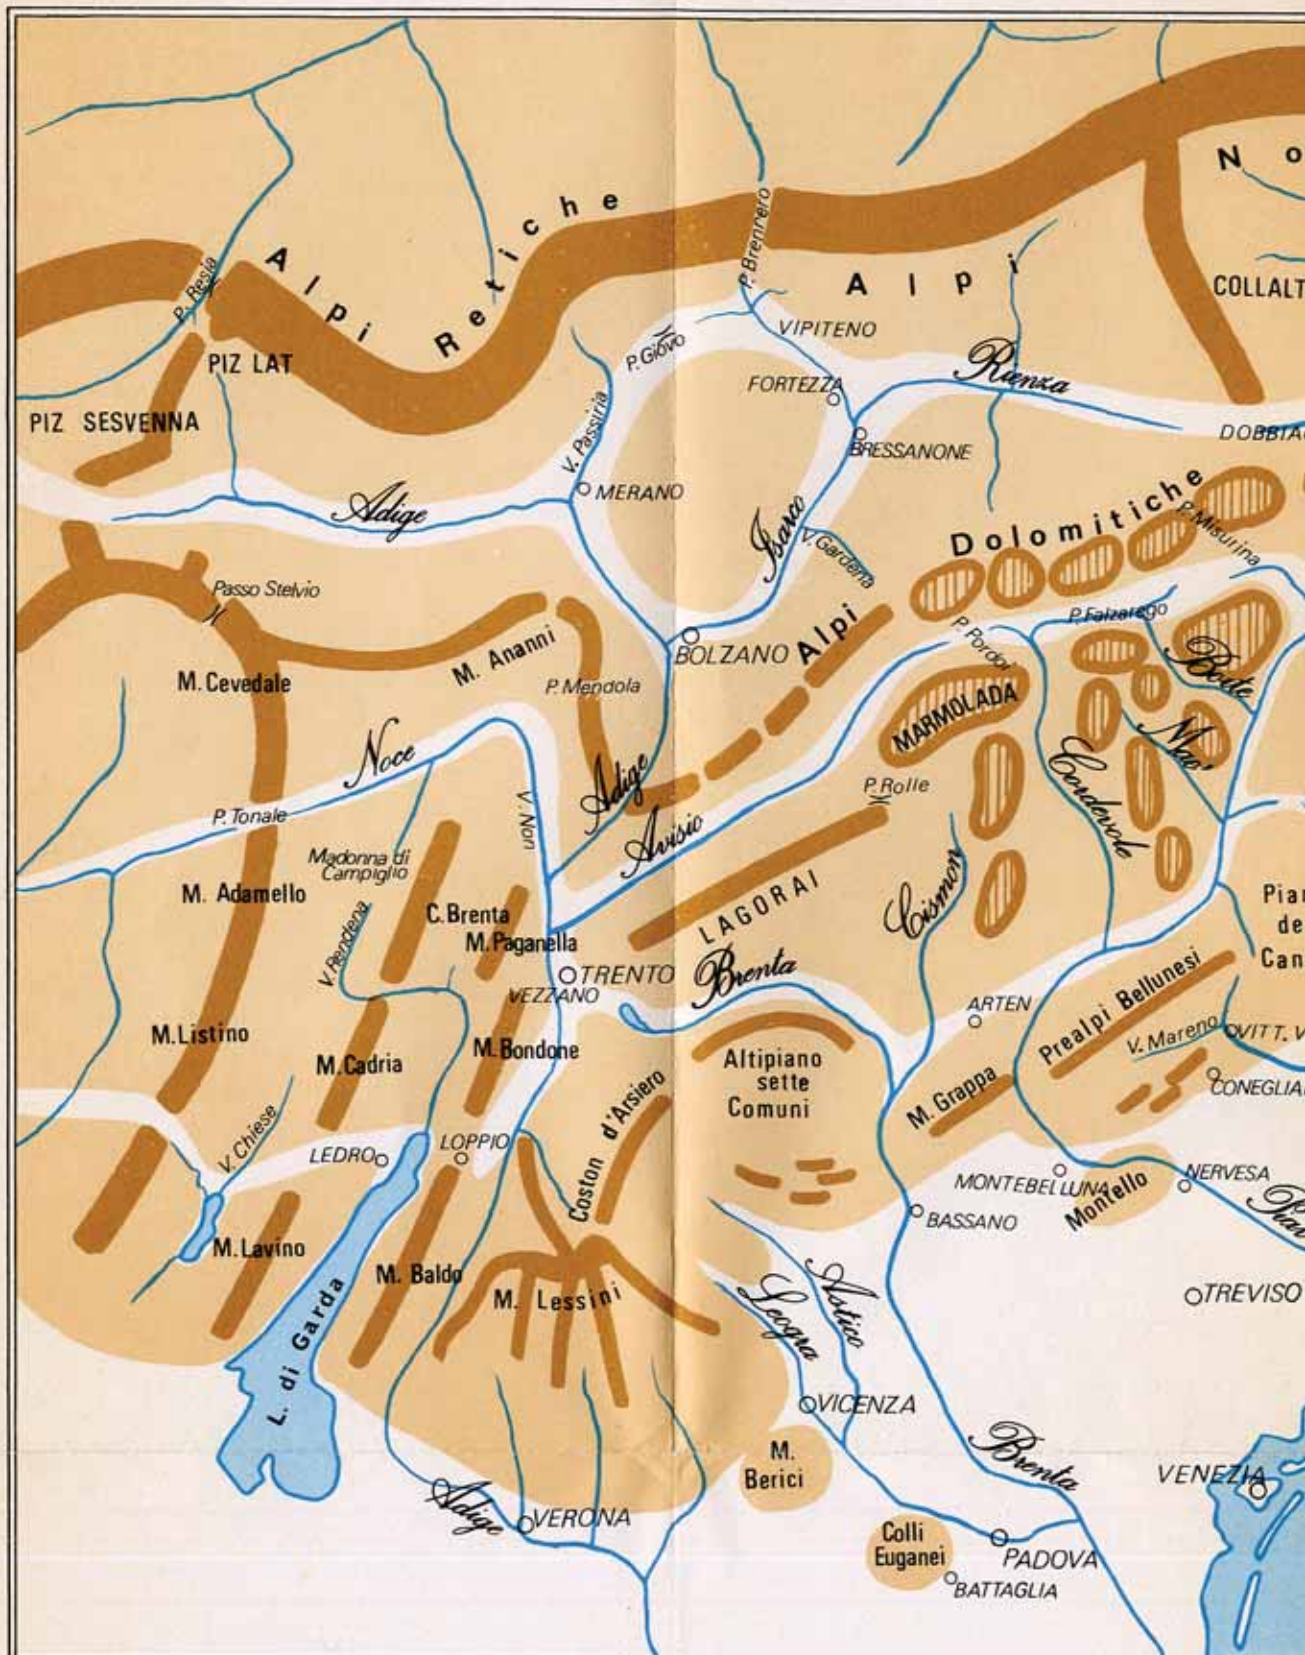 N o
Alpi Retiche
P. Brennero
P. Resia
Alpi
COLLALT
VIPITENO
P. Giovo
PIZ LAT
Rienza
FORTEZZA
PIZ SESVENNA
V. Passiria
DOBBIAC
BRESSANONE
MERANO
Adige
Isarco
Dolomitiche
P. Misurina
V. Gardena
Passo Stelvio
Alpi
P. Falzarego
P. Pordoi
BOLZANO
M. Ananni
Boite
M. Cevedale
P. Mendola
MARMOLADA
Noce
Mae'
Adige
P. Rolle
Cordevole
P. Tonale
V. Non
Avisio
Madonna di
Campiglio
Cismon
M. Adamello
LAGORAI
C. Brenta
Pian
V. Rendena
M. Paganella
de
Can
TRENTO
Brenta
VEZZANO
ARTEN
Prealpi Bellunesi
M. Listino
M. Bondone
V. Mareno
VITT. V
M. Cadria
Altipiano
sette
Comuni
Coston d'Arsiero
M. Grappa
CONEGLIA
V. Chiese
LEDRO
LOPPIO
MONTEBELLUNA
Montello
NERVESA
BASSANO
Piav
M. Lavino
M. Baldo
M. Lessini
Astico
Leogra
TREVISO
L. di Garda
VICENZA
M.
Berici
Brenta
VENEZIA
Adige
VERONA
Colli
Euganei
PADOVA
BATTAGLIA